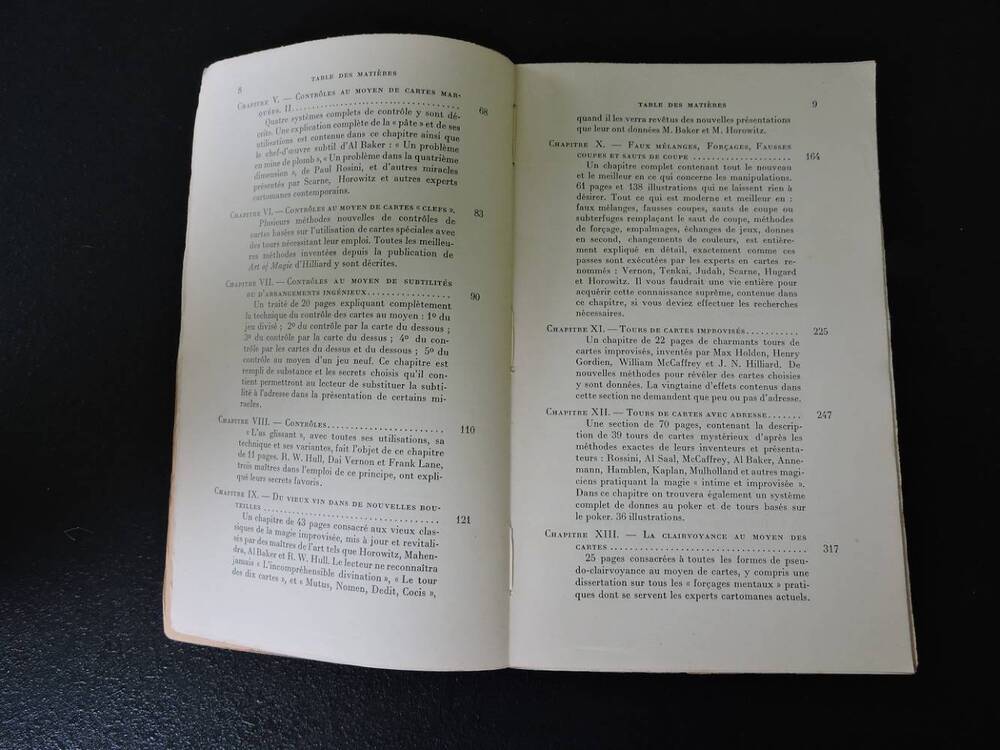 8
TABLE DES MATIÈRES
CHAPITRE V. — CONTRÔLES AU MOYEN DE CARTES MAR-
QUÉES. II........................................ 68
Quatre systèmes complets de contrôle y sont dé-
crits. Une explication complète de la « pâte » et de ses
utilisations est contenue dans ce chapitre ainsi que
le chef-d'œuvre subtil d'Al Baker : « Un problème
en mine de plomb », « Un problème dans la quatrième
dimension », de Paul Rosini, et d'autres miracles
présentés par Scarne, Horowitz et autres experts
cartomanes contemporains.
CHAPITRE VI. — CONTRÔLES AU MOYEN DE CARTES « CLEFS ». 83
Plusieurs méthodes nouvelles de contrôles de
cartes basées sur l'utilisation de cartes spéciales avec
des tours nécessitant leur emploi. Toutes les meilleu-
res méthodes inventées depuis la publication de
Art of Magie d'Hilliard y sont décrites.
CHAPITRE VII. — CONTRÔLES AU MOYEN DE SUBTILITÉS
OU D'ARRANGEMENTS INGÉNIEUX.................... 90
Un traité de 20 pages expliquant complètement
la technique du contrôle des cartes au moyen : 1º du
jeu divisé ; 2º du contrôle par la carte du dessous ;
3º du contrôle par la carte du dessus ; 4º du con-
trôle par les cartes du dessus et du dessous ; 5º du
contrôle au moyen d'un jeu neuf. Ce chapitre est
rempli de substance et les secrets choisis qu'il con-
tient permettront au lecteur de substituer la subti-
lité à l'adresse dans la présentation de certains mi-
racles.
CHAPITRE VIII. — CONTRÔLES........................ 110
« L'as glissant », avec toutes ses utilisations, sa
technique et ses variantes, fait l'objet de ce chapitre
de 11 pages. R. W. Hull, Dai Vernon et Frank Lane,
trois maîtres dans l'emploi de ce principe, ont expli-
qué leurs secrets favoris.
CHAPITRE IX. — DU VIEUX VIN DANS DE NOUVELLES BOU-
TEILLES ........................................ 121
Un chapitre de 43 pages consacré aux vieux clas-
siques de la magie improvisée, mis à jour et revitali-
sés par des maîtres de l'art tels que Horowitz, Mahen-
dra, Al Baker et R. W. Hull. Le lecteur ne reconnaîtra
jamais « L'incompréhensible divination », « Le tour
des dix cartes », et « Mutus, Nomen, Dedit, Cocis »,
TABLE DES MATIÈRES
9
quand il les verra revêtus des nouvelles présentations
que leur ont données M. Baker et M. Horowitz.
CHAPITRE X. — FAUX MÉLANGES, FORÇAGES, FAUSSES
COUPES ET SAUTS DE COUPE ..................... 164
Un chapitre complet contenant tout le nouveau
et le meilleur en ce qui concerne les manipulations.
61 pages et 138 illustrations qui ne laissent rien à
désirer. Tout ce qui est moderne et meilleur en :
faux mélanges, fausses coupes, sauts de coupe ou
subterfuges remplaçant le saut de coupe, méthodes
de forçage, empalmages, échanges de jeux, donnes
en second, changements de couleurs, est entière-
ment expliqué en détail, exactement comme ces
passes sont exécutées par les experts en cartes re-
nommés : Vernon, Tenkai, Judah, Scarne, Hugard
et Horowitz. Il vous faudrait une vie entière pour
acquérir cette connaissance suprême, contenue dans
ce chapitre, si vous deviez effectuer les recherches
nécessaires.
CHAPITRE XI. — TOURS DE CARTES IMPROVISÉS........... 225
Un chapitre de 22 pages de charmants tours de
cartes improvisés, inventés par Max Holden, Henry
Gordien, William McCaffrey et J. N. Hilliard. De
nouvelles méthodes pour révéler des cartes choisies
y sont données. La vingtaine d'effets contenus dans
cette section ne demandent que peu ou pas d'adresse.
CHAPITRE XII. — TOURS DE CARTES AVEC ADRESSE....... 247
Une section de 70 pages, contenant la descrip-
tion de 39 tours de cartes mystérieux d'après les
méthodes exactes de leurs inventeurs et présenta-
teurs : Rossini, Al Saal, McCaffrey, Al Baker, Anne-
mann, Hamblen, Kaplan, Mulholland et autres magi-
ciens pratiquant la magie « intime et improvisée ».
Dans ce chapitre on trouvera également un système
complet de donnes au poker et de tours basés sur
le poker. 36 illustrations.
CHAPITRE XIII. — LA CLAIRVOYANCE AU MOYEN DES
CARTES ........................................ 317
25 pages consacrées à toutes les formes de pseu-
do-clairvoyance au moyen de cartes, y compris une
dissertation sur tous les « forçages mentaux » prati-
ques dont se servent les experts cartomanes actuels.